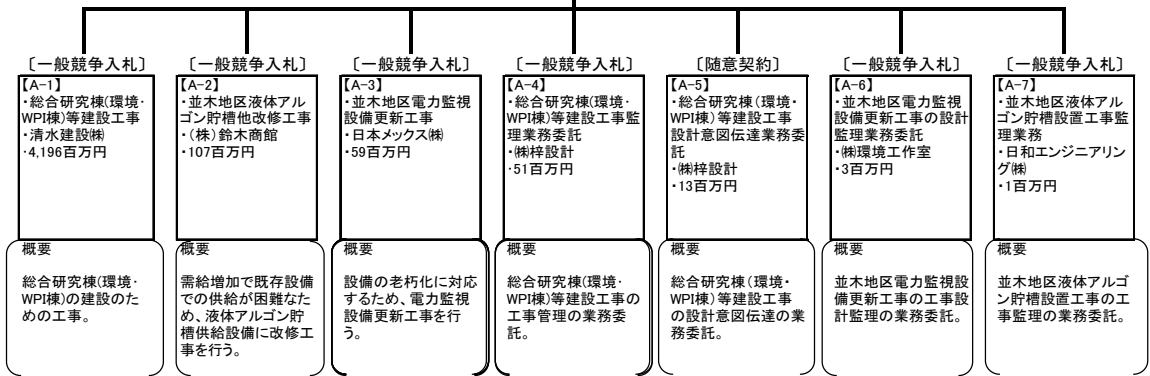 〔一般競争入札〕
【A-1】
・総合研究棟(環境・
WPI棟)等建設工事
・清水建設㈱
・4,196百万円
概要
総合研究棟(環境・
WPI棟)の建設のた
めの工事。
〔一般競争入札〕
【A-2】
・並木地区液体アル
ゴン貯槽他改修工事
・(株)鈴木商館
・107百万円
概要
需給増加で既存設備
での供給が困難なた
め、液体アルゴン貯
槽供給設備に改修工
事を行う。
〔一般競争入札〕
【A-3】
・並木地区電力監視
設備更新工事
・日本メックス㈱
・59百万円
概要
設備の老朽化に対応
するため、電力監視
設備更新工事を行
う。
〔一般競争入札〕
【A-4】
・総合研究棟(環境・
WPI棟)等建設工事監
理業務委託
・㈱梓設計
・51百万円
概要
総合研究棟(環境・
WPI棟)等建設工事の
工事管理の業務委
託。
〔随意契約〕
【A-5】
・総合研究棟(環境・
WPI棟)等建設工事
設計意図伝達業務委
託
・㈱梓設計
・13百万円
概要
総合研究棟(環境・
WPI棟)等建設工事
の設計意図伝達の業
務委託。
〔一般競争入札〕
【A-6】
・並木地区電力監視
設備更新工事の設計
監理業務委託
・㈱環境工作室
・3百万円
概要
並木地区電力監視設
備更新工事の工事設
計監理の業務委託。
〔一般競争入札〕
【A-7】
・並木地区液体アル
ゴン貯槽設置工事監
理業務
・日和エンジニアリン
グ㈱
・1百万円
概要
並木地区液体アルゴ
ン貯槽設置工事の工
事監理の業務委託。